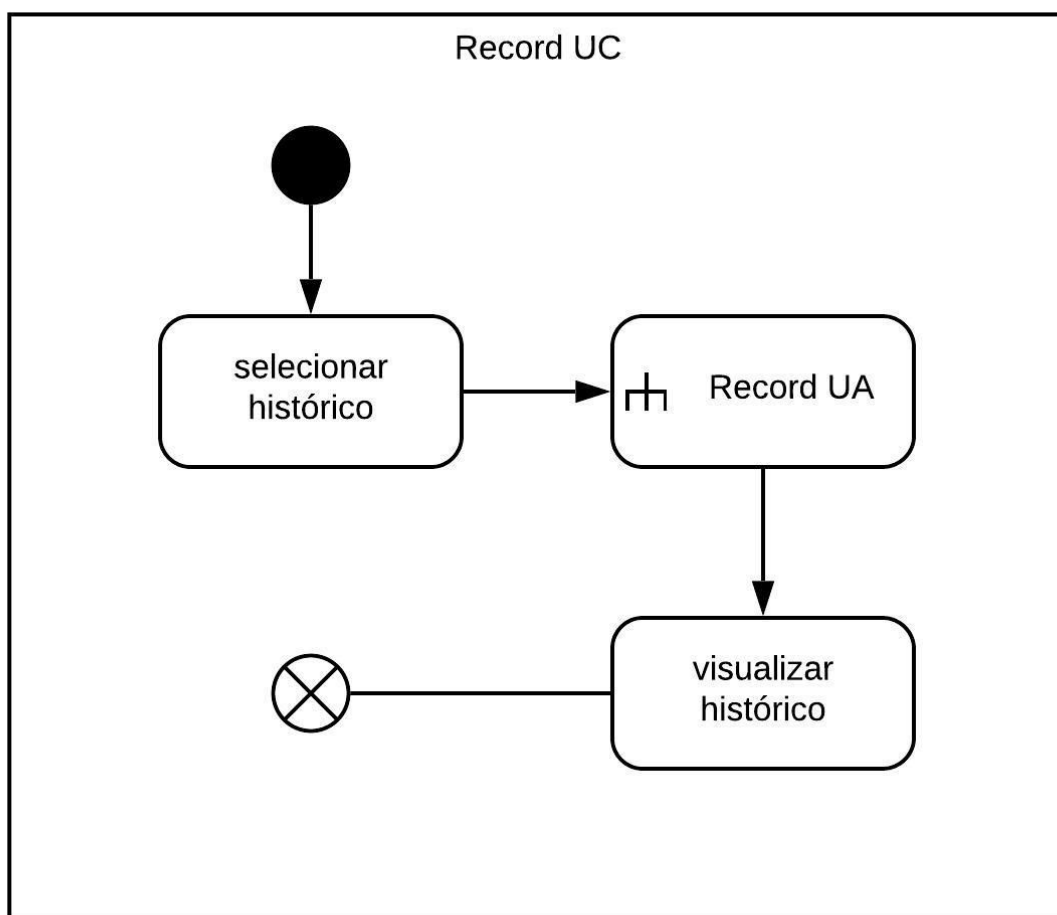 Record UC
selecionar
histórico
Record UA
visualizar
histórico